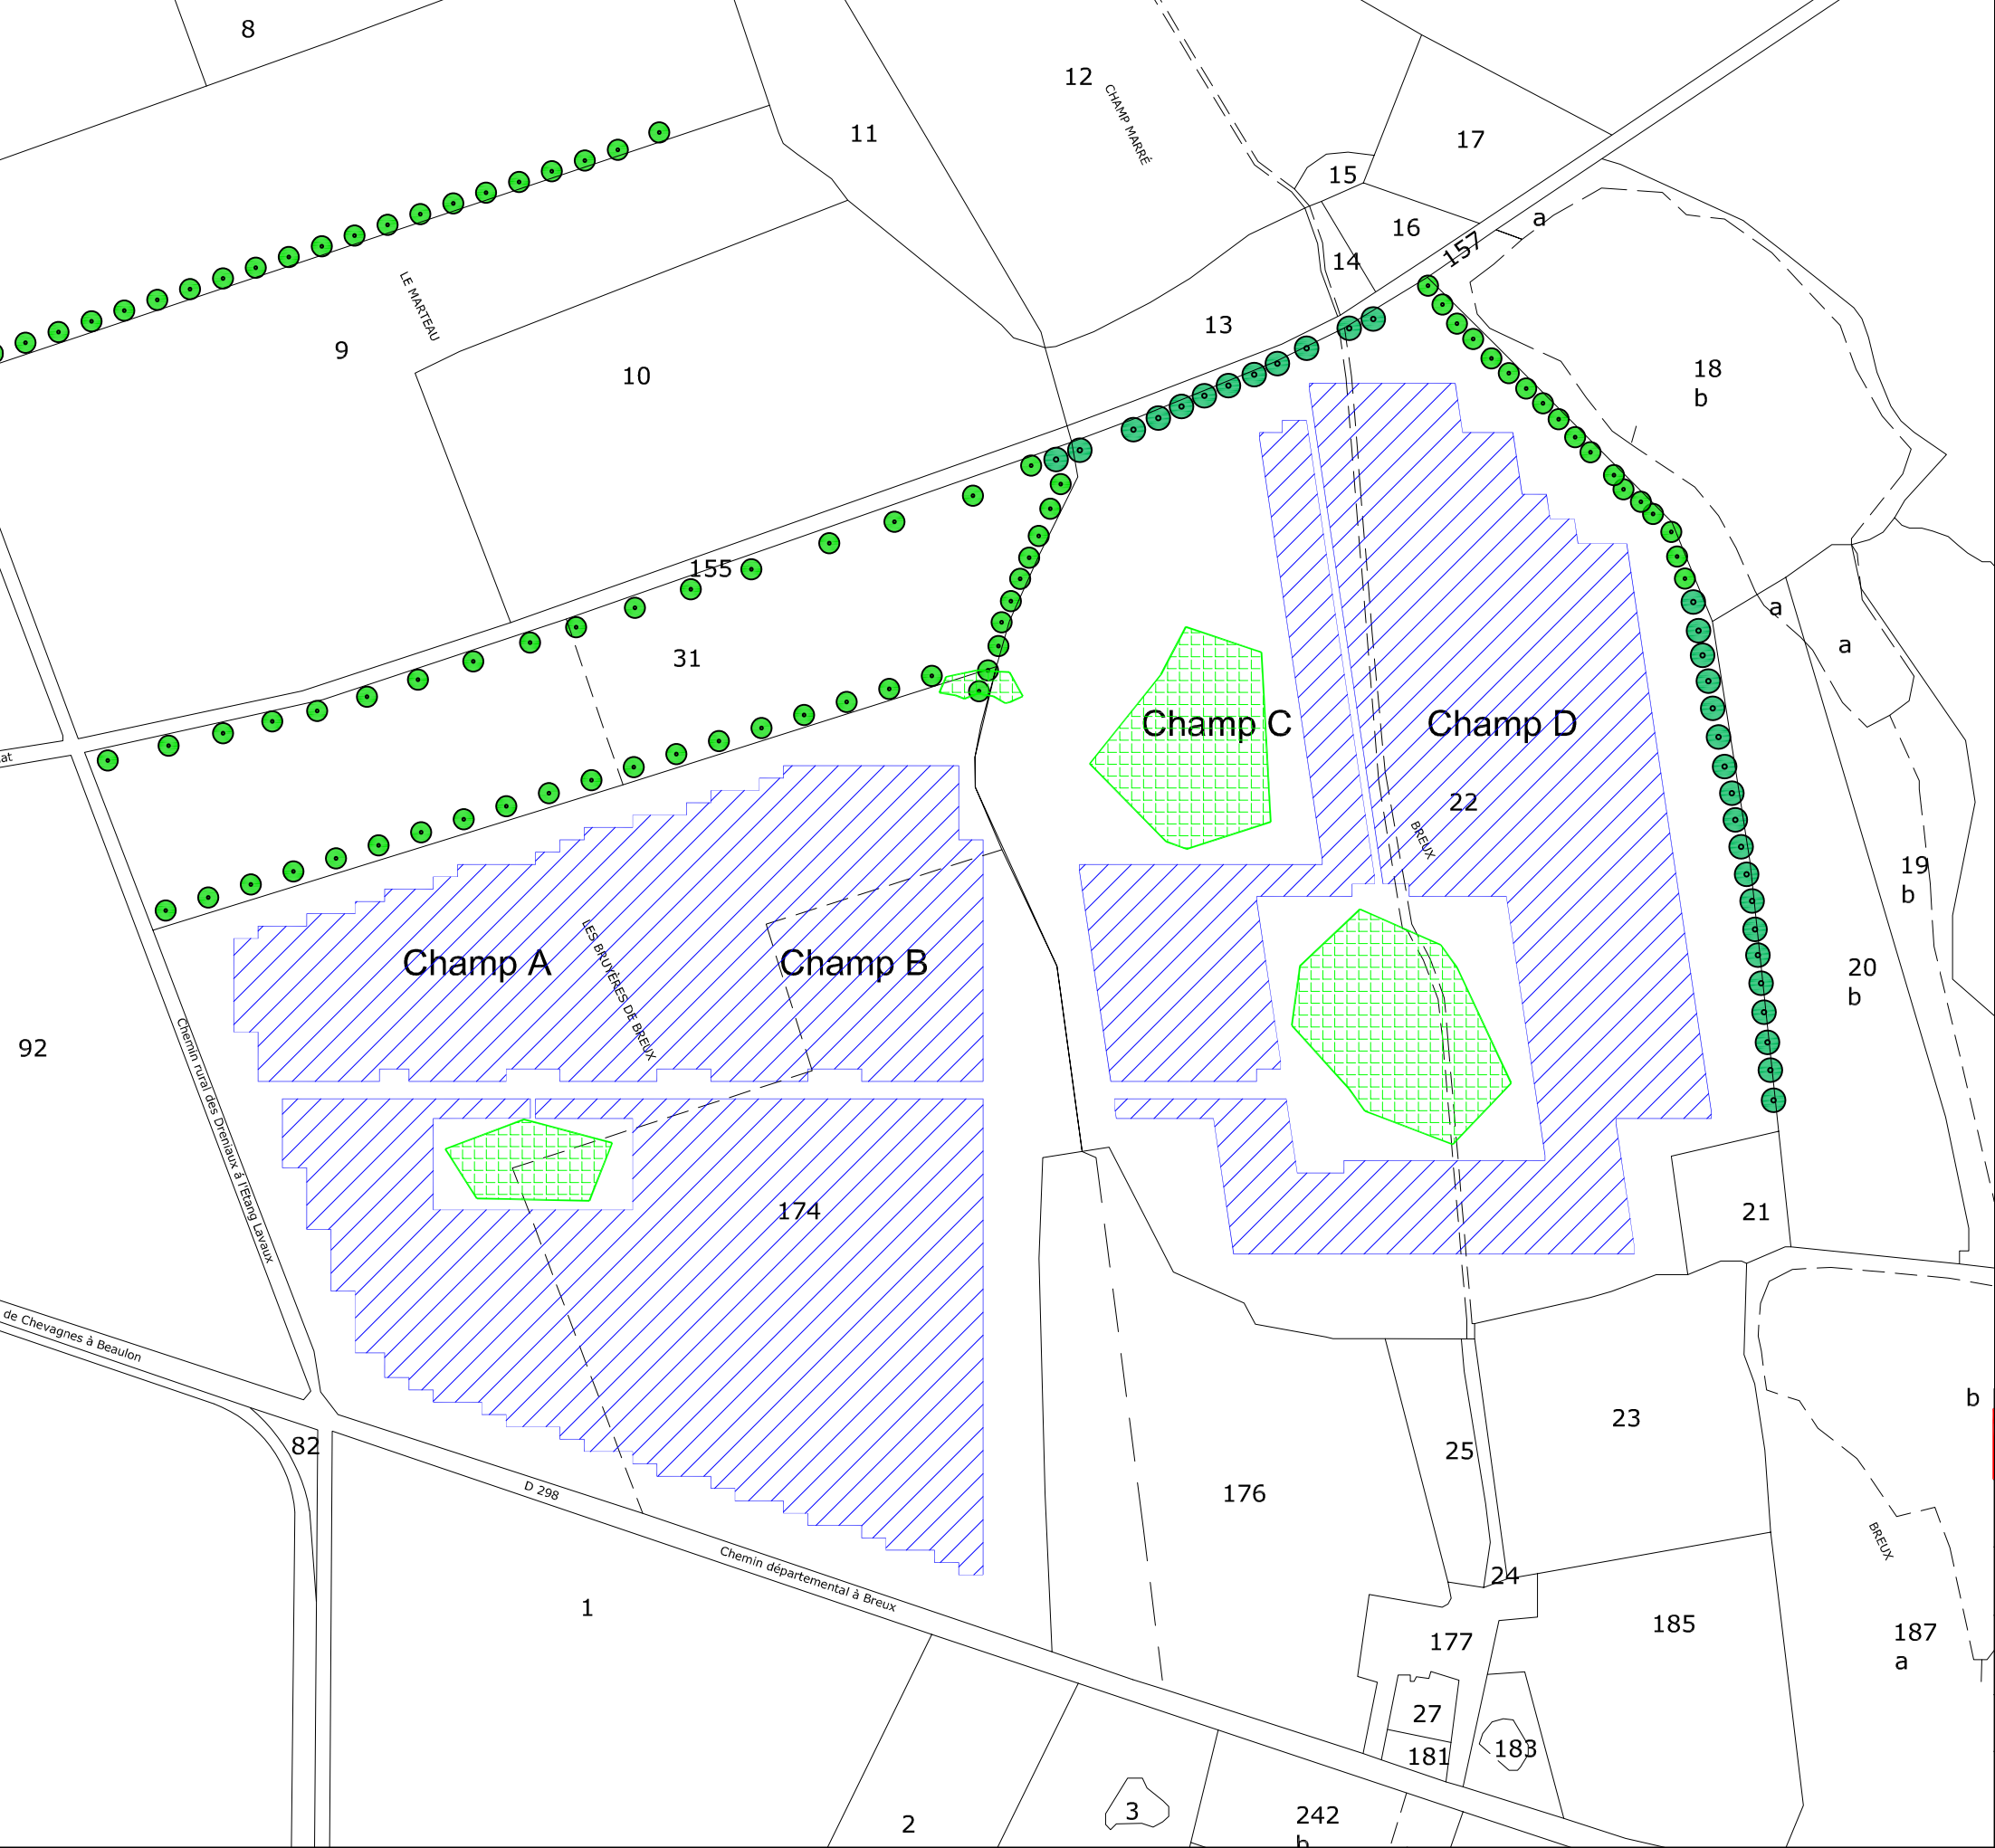 8
12
CHAMP MARRÉ
11
17
15
16
a
157
14
LE MARTEAU
9
13
10
18
b
155
31
a
a
Champ C
Champ D
22
BREUX
19
b
Champ A
LES BRUYÈRES DE BREUX
Champ B
20
b
92
Chemin rural des Dreniaux à l'Etang Lavaux
174
21
de Chevagnes à Beaulon
b
23
82
25
D 298
176
BREUX
Chemin départemental à Breux
24
1
185
187
a
177
27
183
181
3
242
b
2